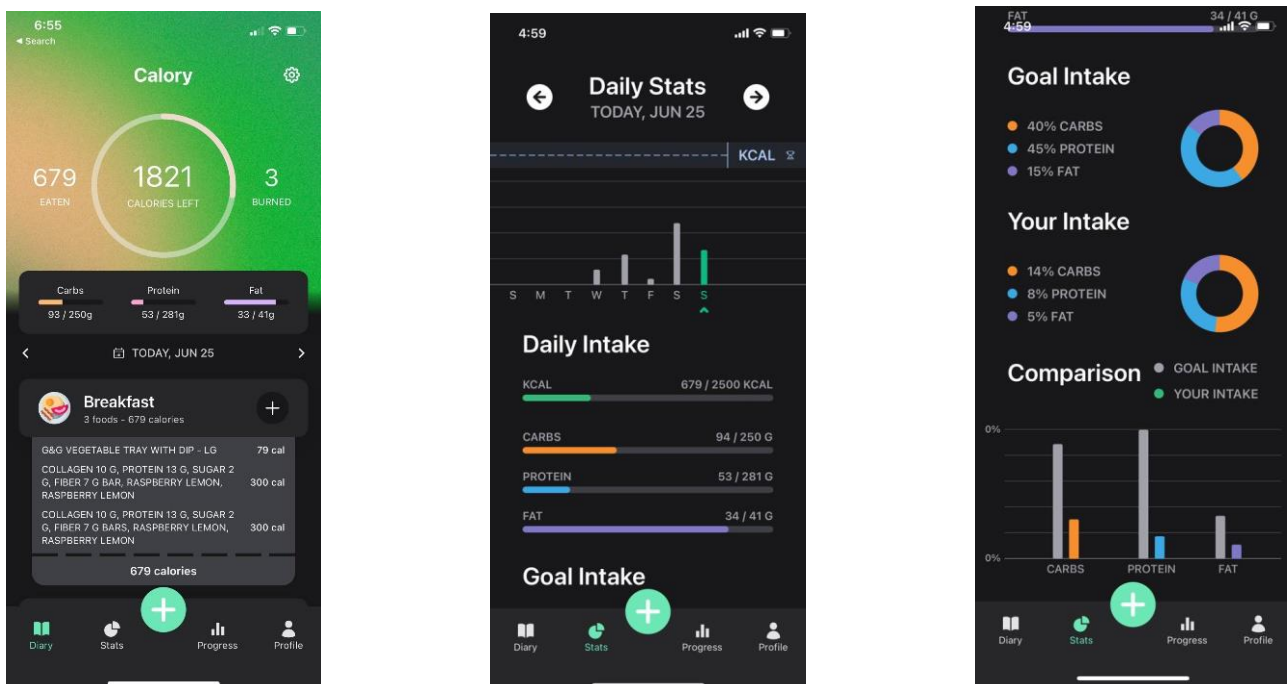 6:55
◄ Search
Calory
679
EATEN
1821
CALORIES LEFT
3
BURNED
Carbs
93 / 250g
Protein
53 / 281g
Fat
33 / 41g
TODAY, JUN 25
Breakfast
3 foods - 679 calories
G&G VEGETABLE TRAY WITH DIP - LG 79 cal
COLLAGEN 10 G, PROTEIN 13 G, SUGAR 2
G, FIBER 7 G BAR, RASPBERRY LEMON, 300 cal
RASPBERRY LEMON
COLLAGEN 10 G, PROTEIN 13 G, SUGAR 2
G, FIBER 7 G BARS, RASPBERRY LEMON, 300 cal
RASPBERRY LEMON
679 calories
Diary Stats Progress Profile
4:59
Daily Stats
TODAY, JUN 25
KCAL
S M T W T F S S
Daily Intake
KCAL 679 / 2500 KCAL
CARBS 94 / 250 G
PROTEIN 53 / 281 G
FAT 34 / 41 G
Goal Intake
Diary Stats Progress Profile
FAT 34 / 41 G
4:59
Goal Intake
40% CARBS
45% PROTEIN
15% FAT
Your Intake
14% CARBS
8% PROTEIN
5% FAT
Comparison
GOAL INTAKE
YOUR INTAKE
0%
0%
CARBS PROTEIN FAT
Diary Stats Progress Profile